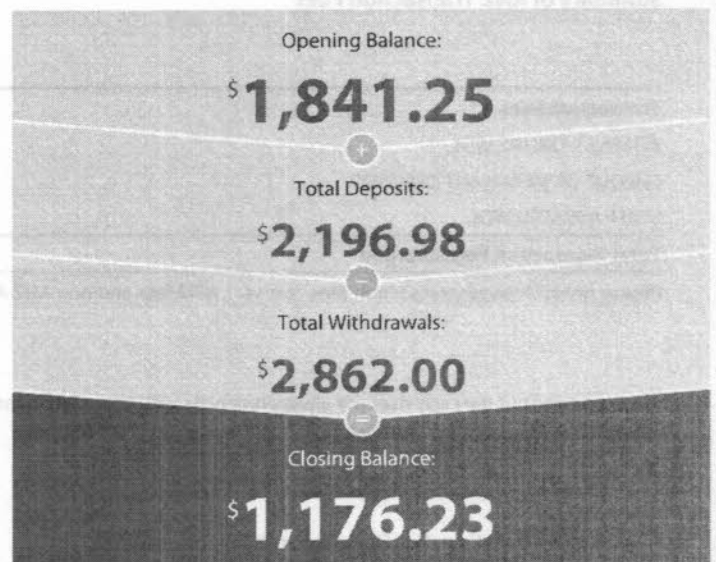 Opening Balance:
$1,841.25
+
Total Deposits:
$2,196.98
−
Total Withdrawals:
$2,862.00
=
Closing Balance:
$1,176.23